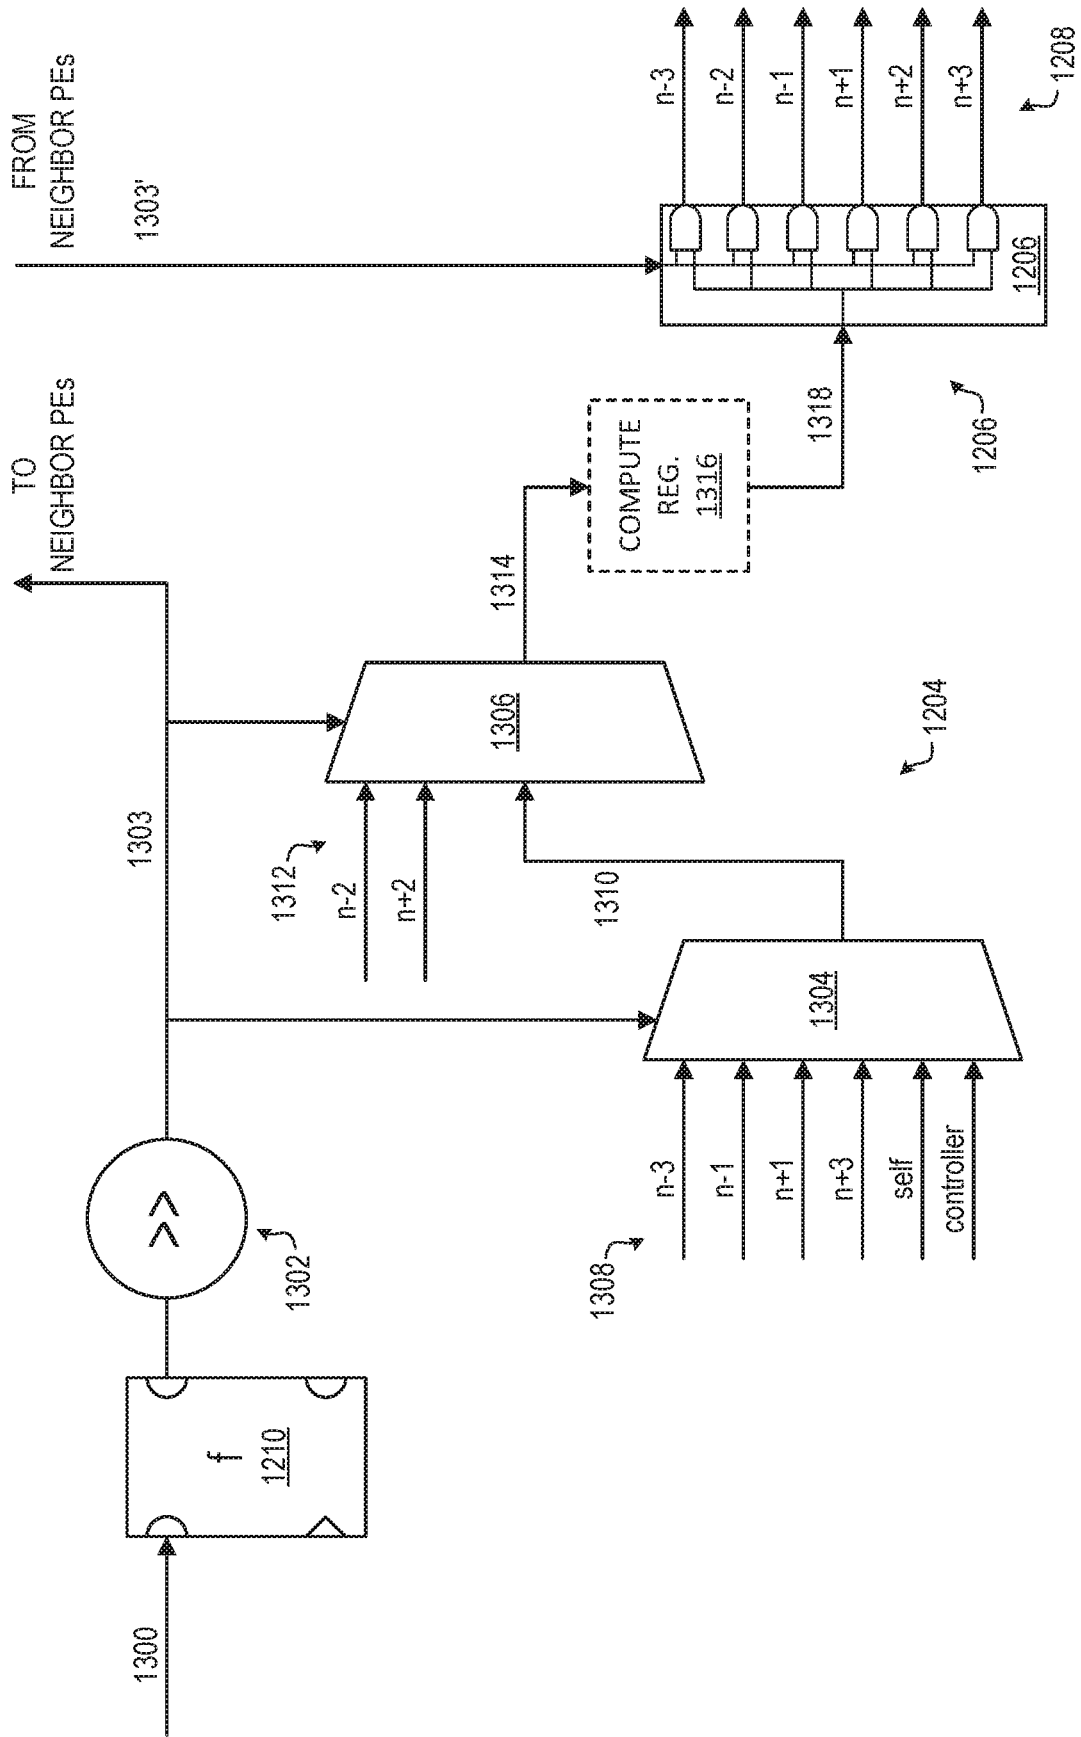 FROM
NEIGHBOR PEs
1303'
TO
NEIGHBOR PEs
1303
1300
f
1210
>>
1302
1312
n-2
n+2
1306
1314
1310
1308
n-3
n-1
n+1
n+3
self
controller
1304
1204
COMPUTE
REG.
1316
1318
1206
1206
n-3
n-2
n-1
n+1
n+2
n+3
1208